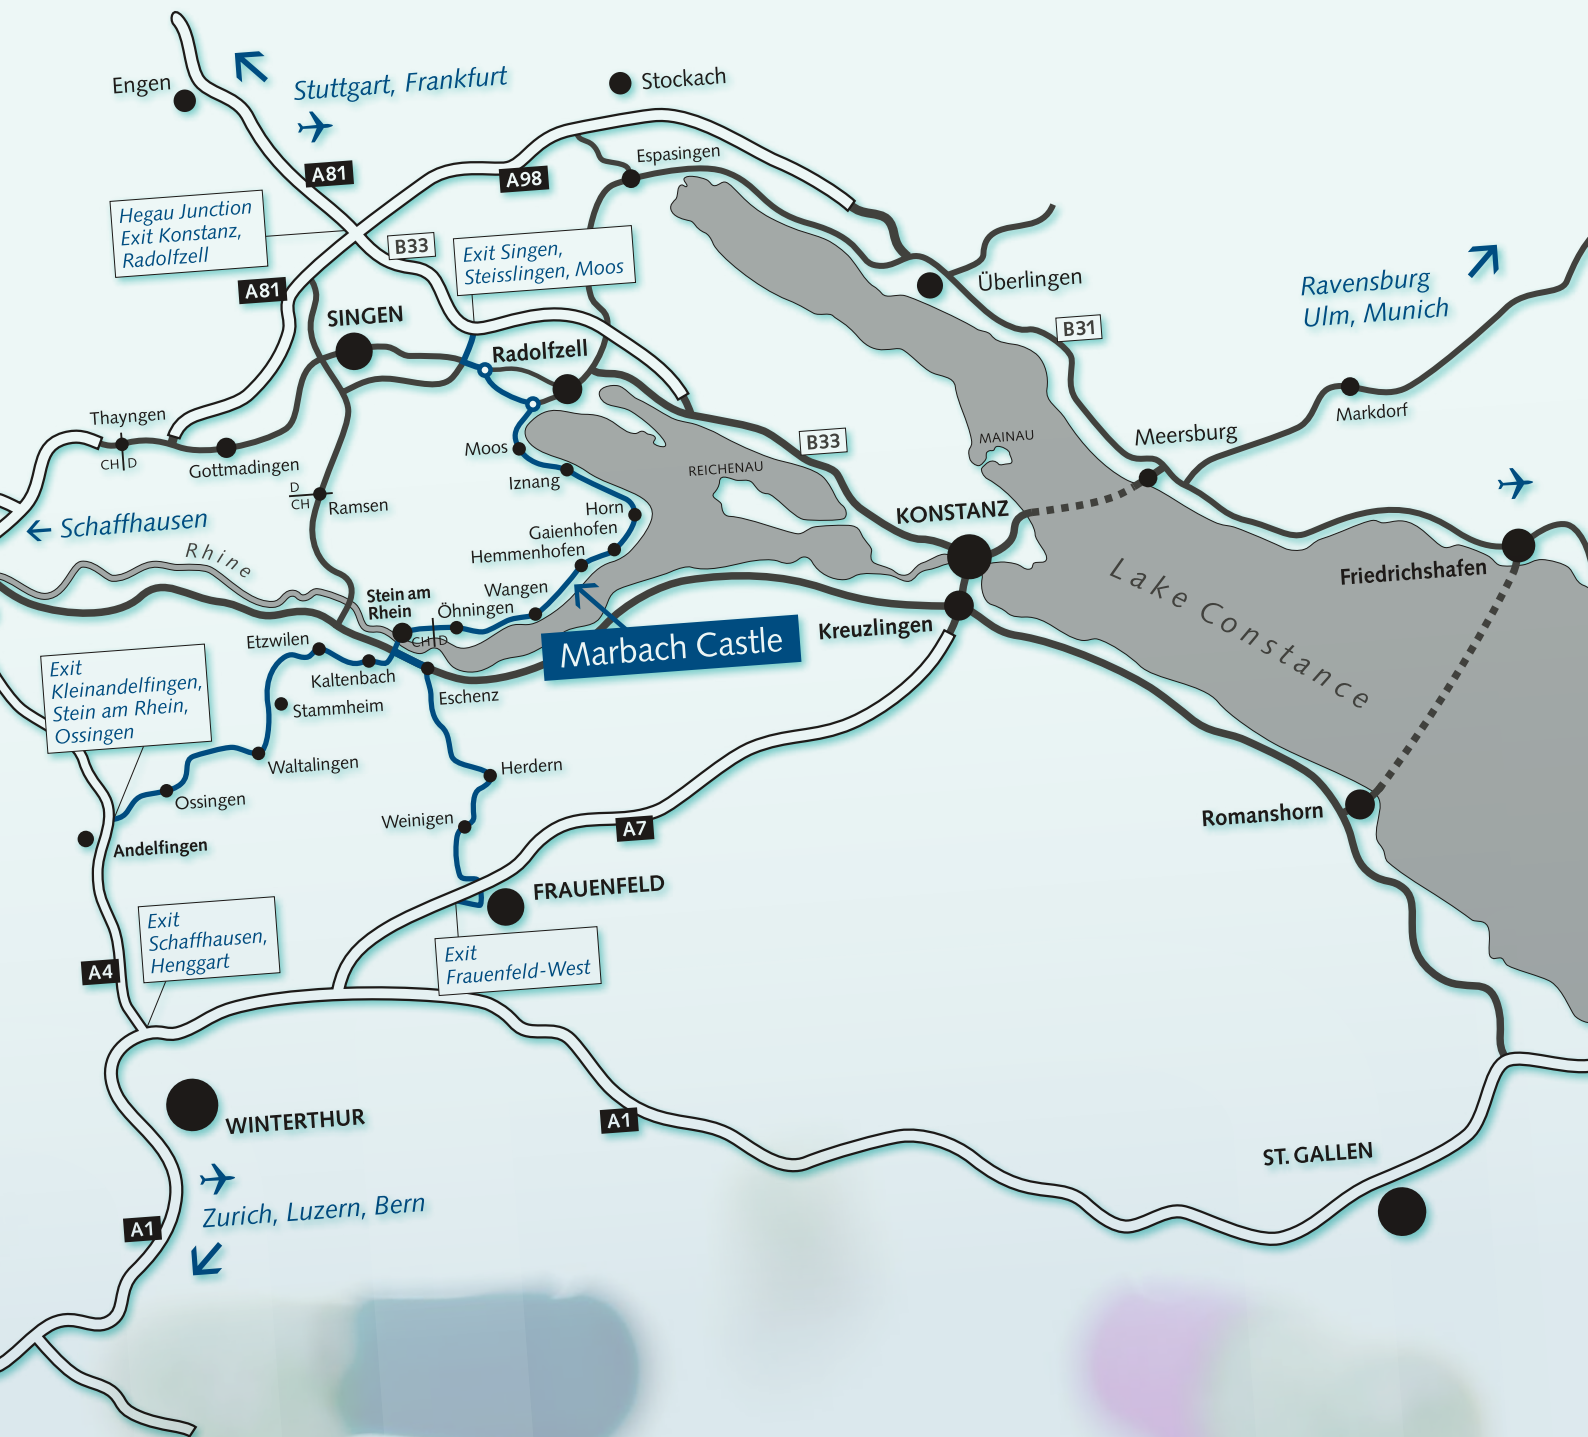 Engen
Stuttgart, Frankfurt
Stockach
A81
A98
Espasingen
Hegau Junction
Exit Konstanz,
Radolfzell
B33
Exit Singen,
Steisslingen, Moos
A81
Überlingen
Ravensburg
Ulm, Munich
SINGEN
B31
Radolfzell
Thayngen
CH D
Gottmadingen
Markdorf
Meersburg
MAINAU
B33
Moos
REICHENAU
Iznang
D
CH
Ramsen
Horn
Gaienhofen
Hemmenhofen
KONSTANZ
Schaffhausen
Rhine
Lake Constance
Friedrichshafen
Wangen
Stein am
Rhein
Öhningen
CH D
Kreuzlingen
Marbach Castle
Etzwilen
Kaltenbach
Eschenz
Exit
Kleinandelfingen,
Stein am Rhein,
Ossingen
Stammheim
Waltalingen
Herdern
Ossingen
Weinigen
A7
Romanshorn
Andelfingen
FRAUENFELD
Exit
Schaffhausen,
Henggart
Exit
Frauenfeld-West
A4
WINTERTHUR
A1
ST. GALLEN
Zurich, Luzern, Bern
A1